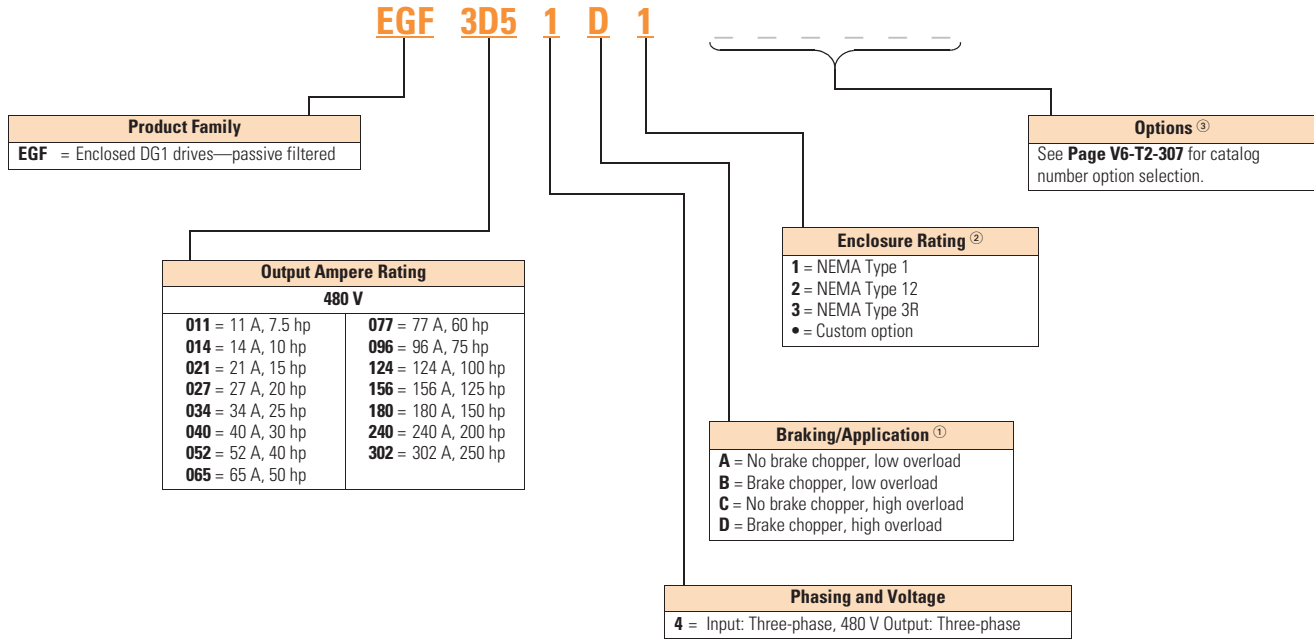 EGF 3D5 1 D 1 _ _ _ _ _ _
Product Family
EGF = Enclosed DG1 drives—passive filtered
Options ③
See Page V6-T2-307 for catalog
number option selection.
Output Ampere Rating
480 V
011 = 11 A, 7.5 hp
014 = 14 A, 10 hp
021 = 21 A, 15 hp
027 = 27 A, 20 hp
034 = 34 A, 25 hp
040 = 40 A, 30 hp
052 = 52 A, 40 hp
065 = 65 A, 50 hp
077 = 77 A, 60 hp
096 = 96 A, 75 hp
124 = 124 A, 100 hp
156 = 156 A, 125 hp
180 = 180 A, 150 hp
240 = 240 A, 200 hp
302 = 302 A, 250 hp
Enclosure Rating ②
1 = NEMA Type 1
2 = NEMA Type 12
3 = NEMA Type 3R
• = Custom option
Braking/Application ①
A = No brake chopper, low overload
B = Brake chopper, low overload
C = No brake chopper, high overload
D = Brake chopper, high overload
Phasing and Voltage
4 = Input: Three-phase, 480 V Output: Three-phase